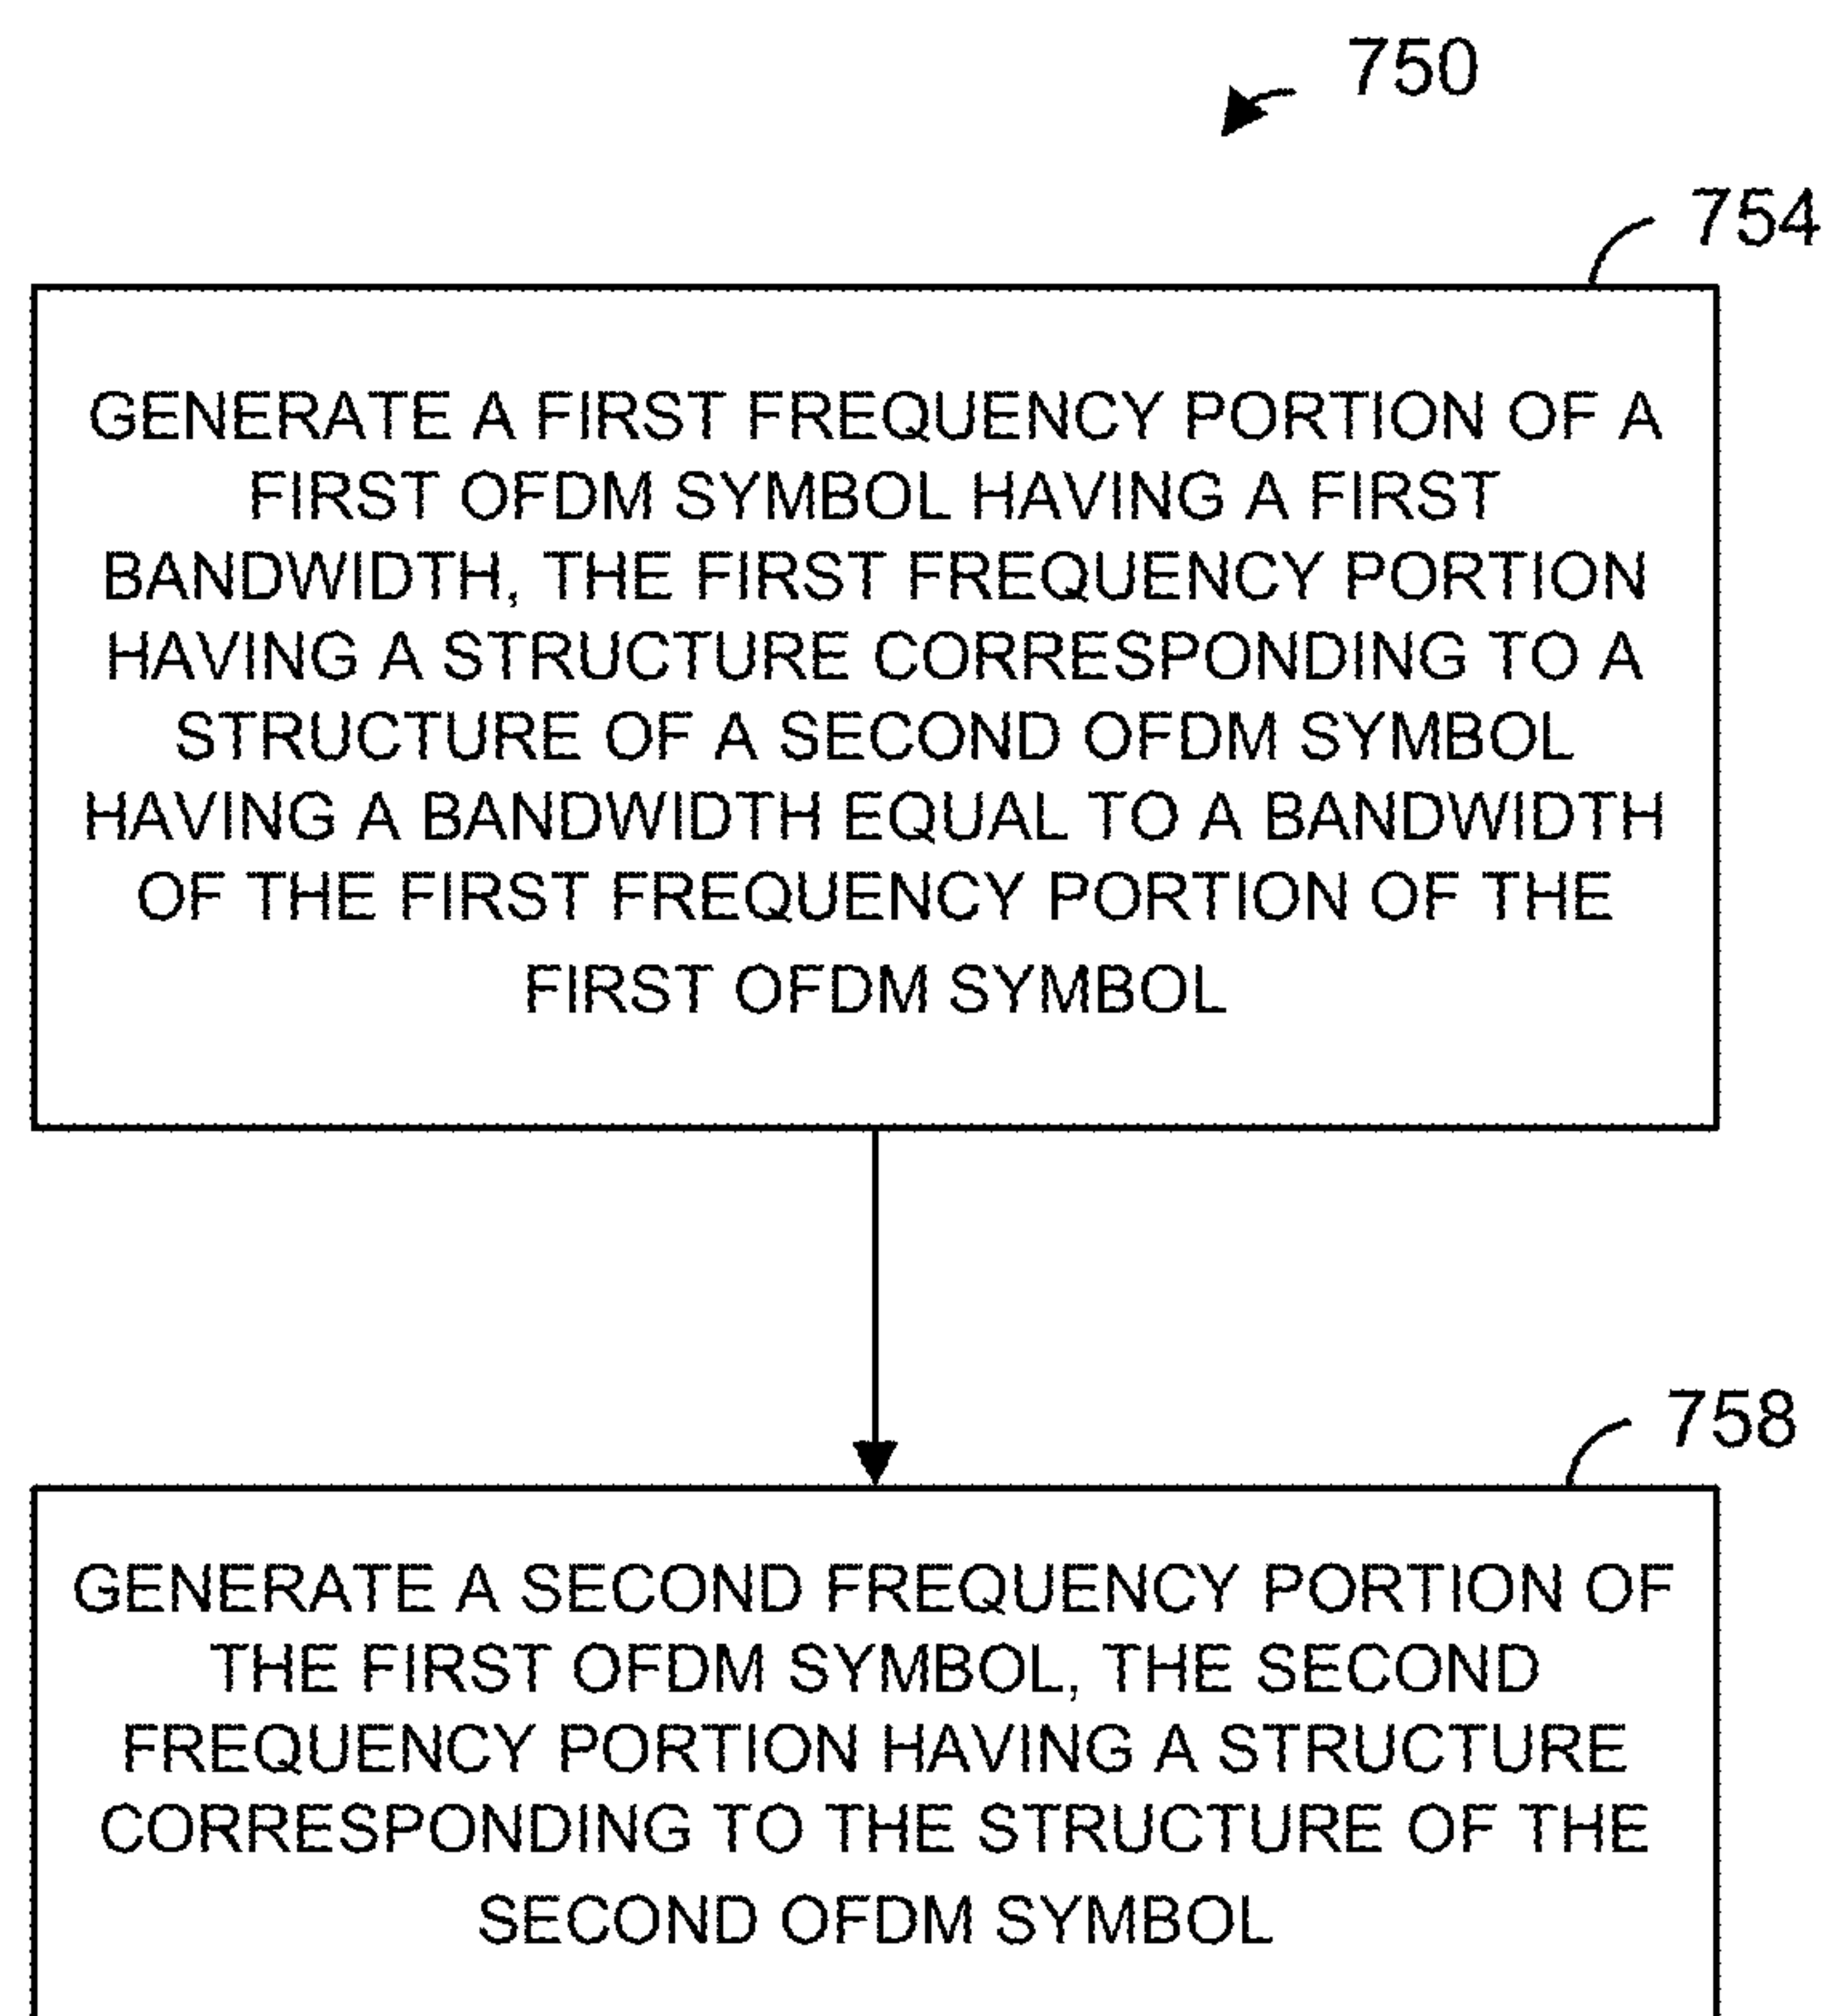 750
754
GENERATE A FIRST FREQUENCY PORTION OF A
FIRST OFDM SYMBOL HAVING A FIRST
BANDWIDTH, THE FIRST FREQUENCY PORTION
HAVING A STRUCTURE CORRESPONDING TO A
STRUCTURE OF A SECOND OFDM SYMBOL
HAVING A BANDWIDTH EQUAL TO A BANDWIDTH
OF THE FIRST FREQUENCY PORTION OF THE
FIRST OFDM SYMBOL
758
GENERATE A SECOND FREQUENCY PORTION OF
THE FIRST OFDM SYMBOL, THE SECOND
FREQUENCY PORTION HAVING A STRUCTURE
CORRESPONDING TO THE STRUCTURE OF THE
SECOND OFDM SYMBOL